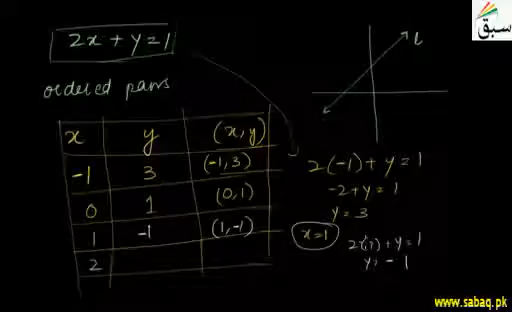 سبق
2x + y = 1
L
ordered pairs
x y (x,y)
-1 3 (-1,3)
0 1 (0,1)
1 -1 (1,-1)
2
2(-1) + y = 1
-2 + y = 1
y = 3
x = 1
2(1) + y = 1
y = - 1
www.sabaq.pk